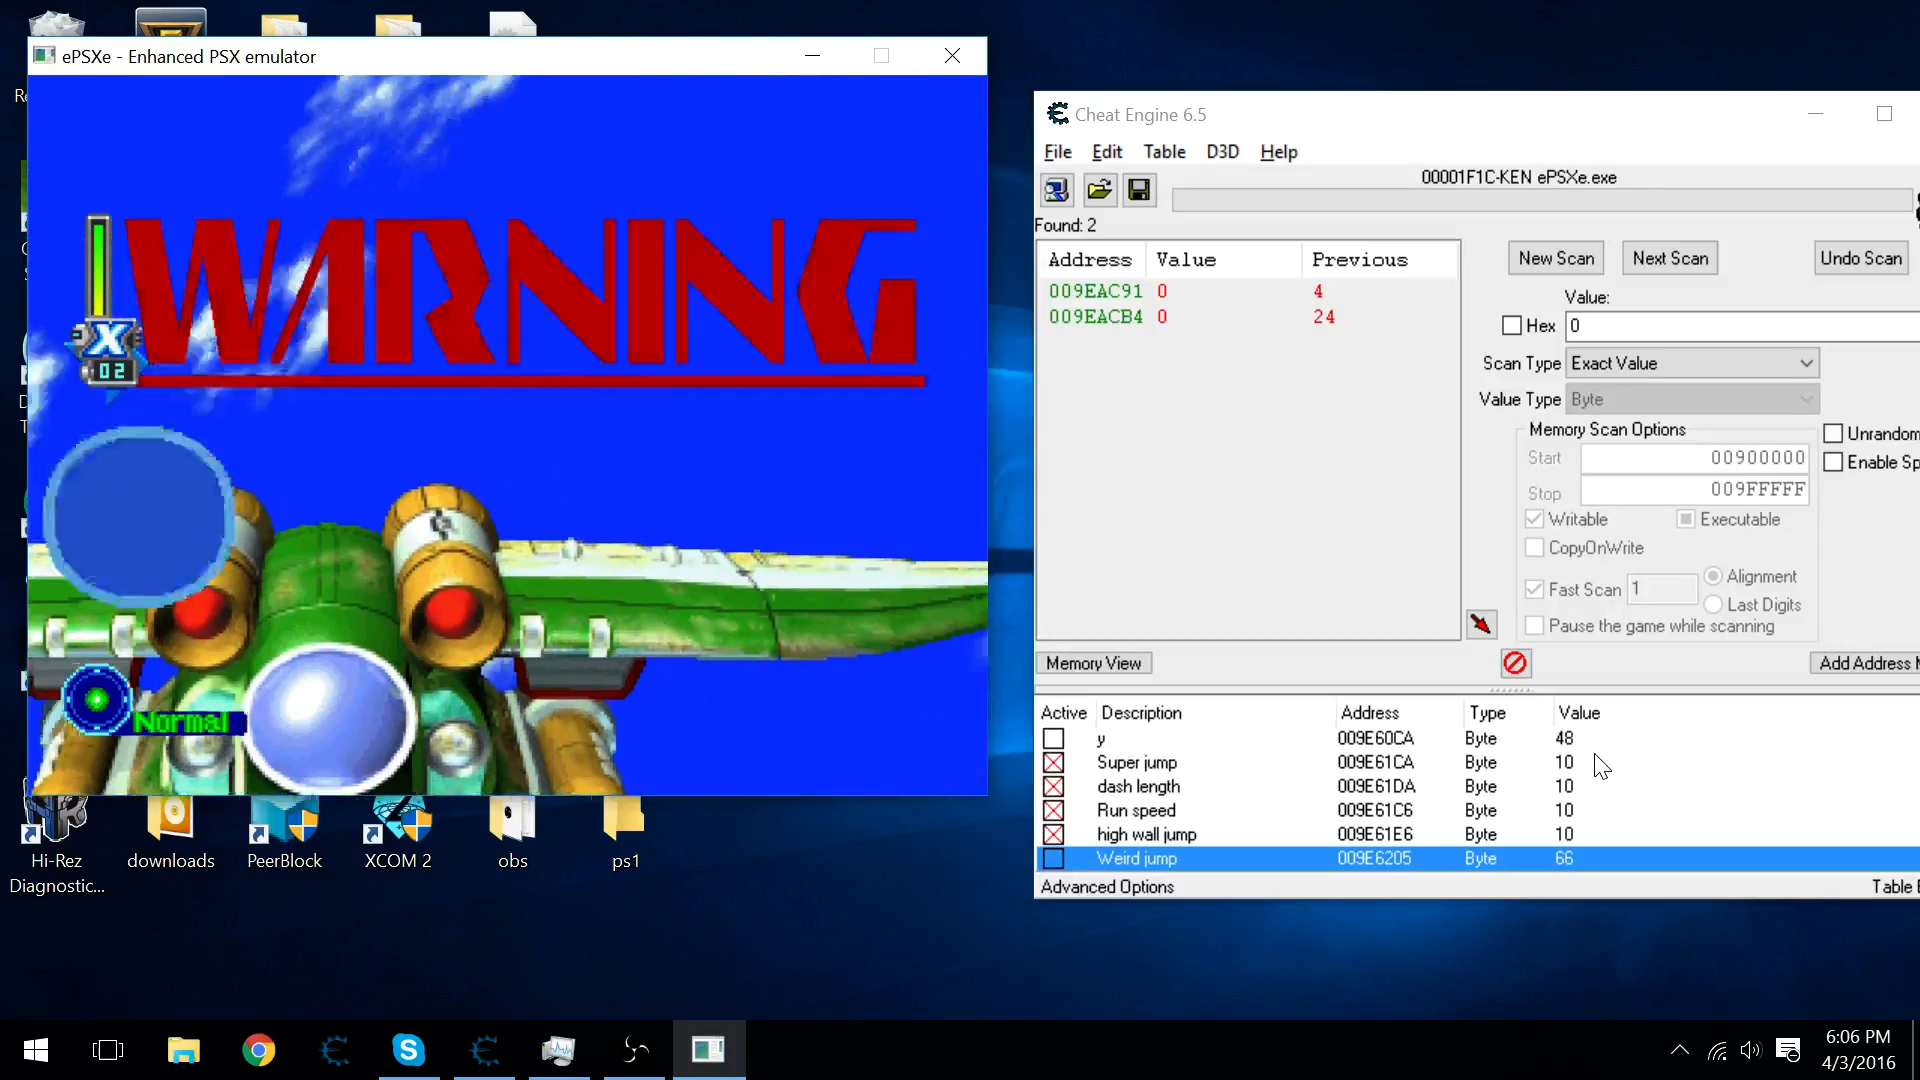 ePSXe - Enhanced PSX emulator
WARNING
X
02
Normal
Hi-Rez
Diagnostic...
downloads
PeerBlock
XCOM 2
obs
ps1
Cheat Engine 6.5
File Edit Table D3D Help
00001F1C-KEN ePSXe.exe
Found: 2
Address Value Previous
009EAC91 0 4
009EACB4 0 24
New Scan Next Scan Undo Scan
Value:
Hex 0
Scan Type Exact Value
Value Type Byte
Memory Scan Options
Start 00900000
Stop 009FFFFF
Writable Executable
CopyOnWrite
Fast Scan 1 Alignment
Last Digits
Pause the game while scanning
Unrandom
Enable Sp
Memory View Add Address M
Active Description Address Type Value
y 009E60CA Byte 48
Super jump 009E61CA Byte 10
dash length 009E61DA Byte 10
Run speed 009E61C6 Byte 10
high wall jump 009E61E6 Byte 10
Weird jump 009E6205 Byte 66
Advanced Options Table E
6:06 PM
4/3/2016